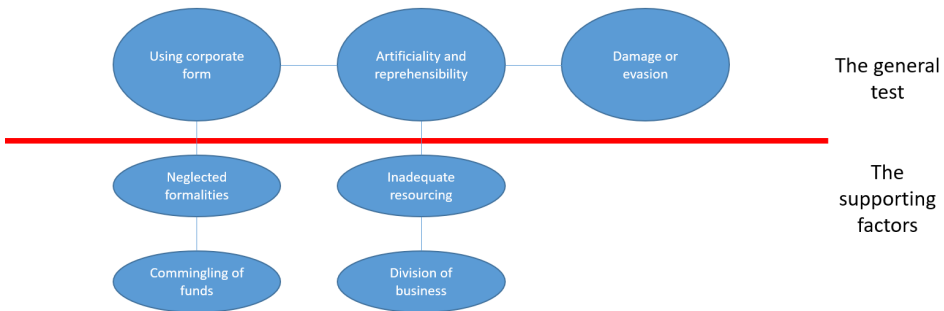 Using corporate
form
Artificiality and
reprehensibility
Damage or
evasion
The general
test
Neglected
formalities
Inadequate
resourcing
The
supporting
factors
Commingling of
funds
Division of
business